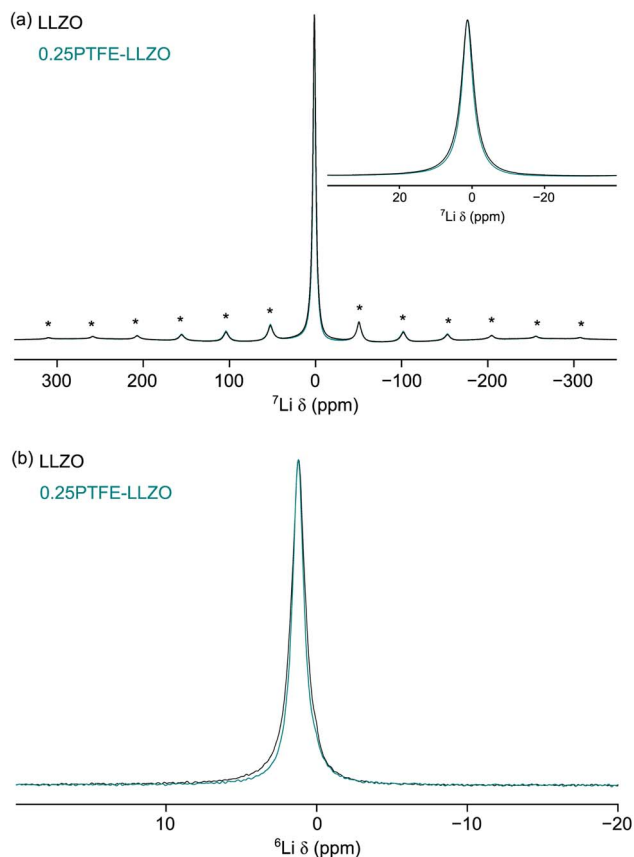 (a) LLZO
0.25PTFE-LLZO
20 0 −20
⁷Li δ (ppm)
* * * * * * * * * * * *
300 200 100 0 −100 −200 −300
⁷Li δ (ppm)
(b) LLZO
0.25PTFE-LLZO
10 0 −10 −20
⁶Li δ (ppm)